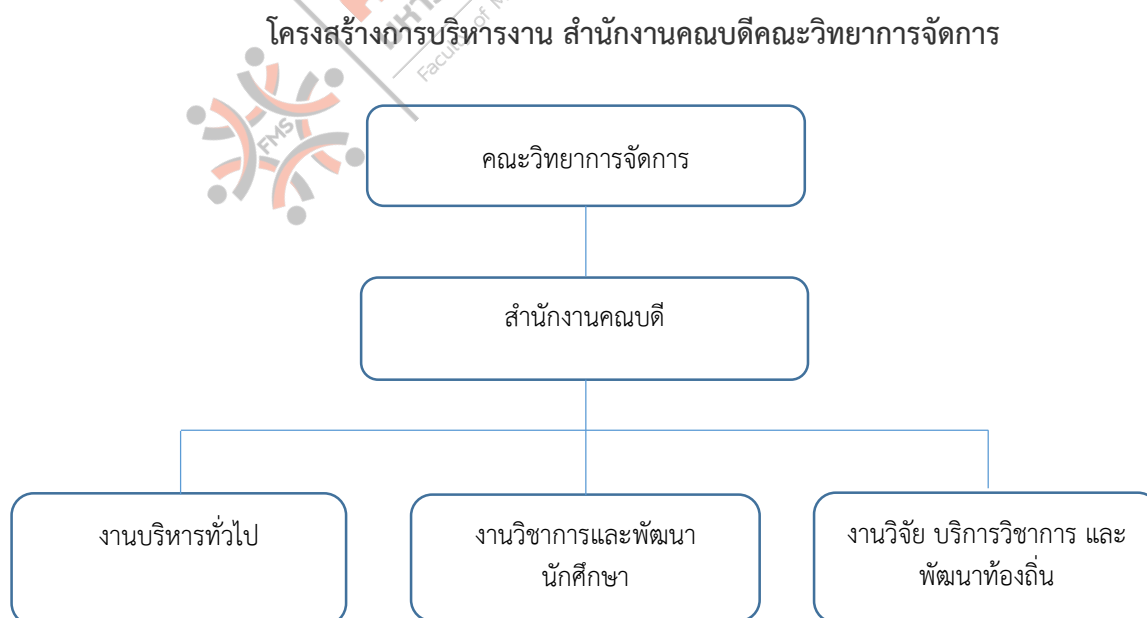 โครงสร้างการบริหารงาน สำนักงานคณบดีคณะวิทยาการจัดการ
Faculty of
FMS
คณะวิทยาการจัดการ
สำนักงานคณบดี
งานบริหารทั่วไป
งานวิชาการและพัฒนา
นักศึกษา
งานวิจัย บริการวิชาการ และ
พัฒนาท้องถิ่น